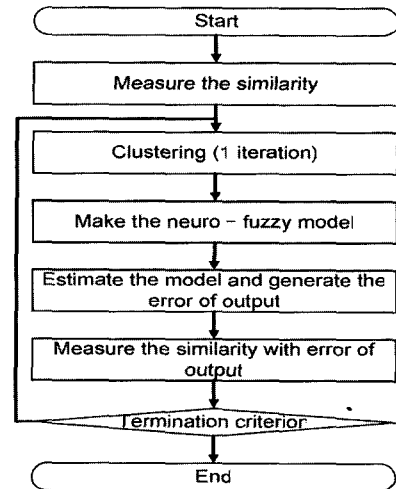 Start
Measure the similarity
Clustering (1 iteration)
Make the neuro - fuzzy model
Estimate the model and generate the
error of output
Measure the similarity with error of
output
Termination criterion
End